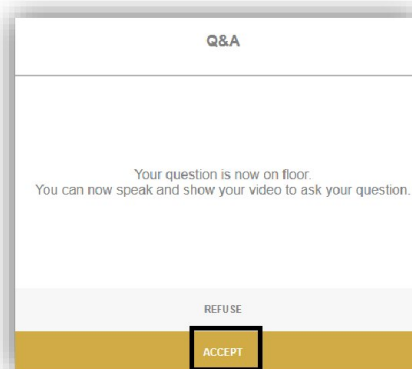 Q&A
Your question is now on floor.
You can now speak and show your video to ask your question.
REFUSE
ACCEPT